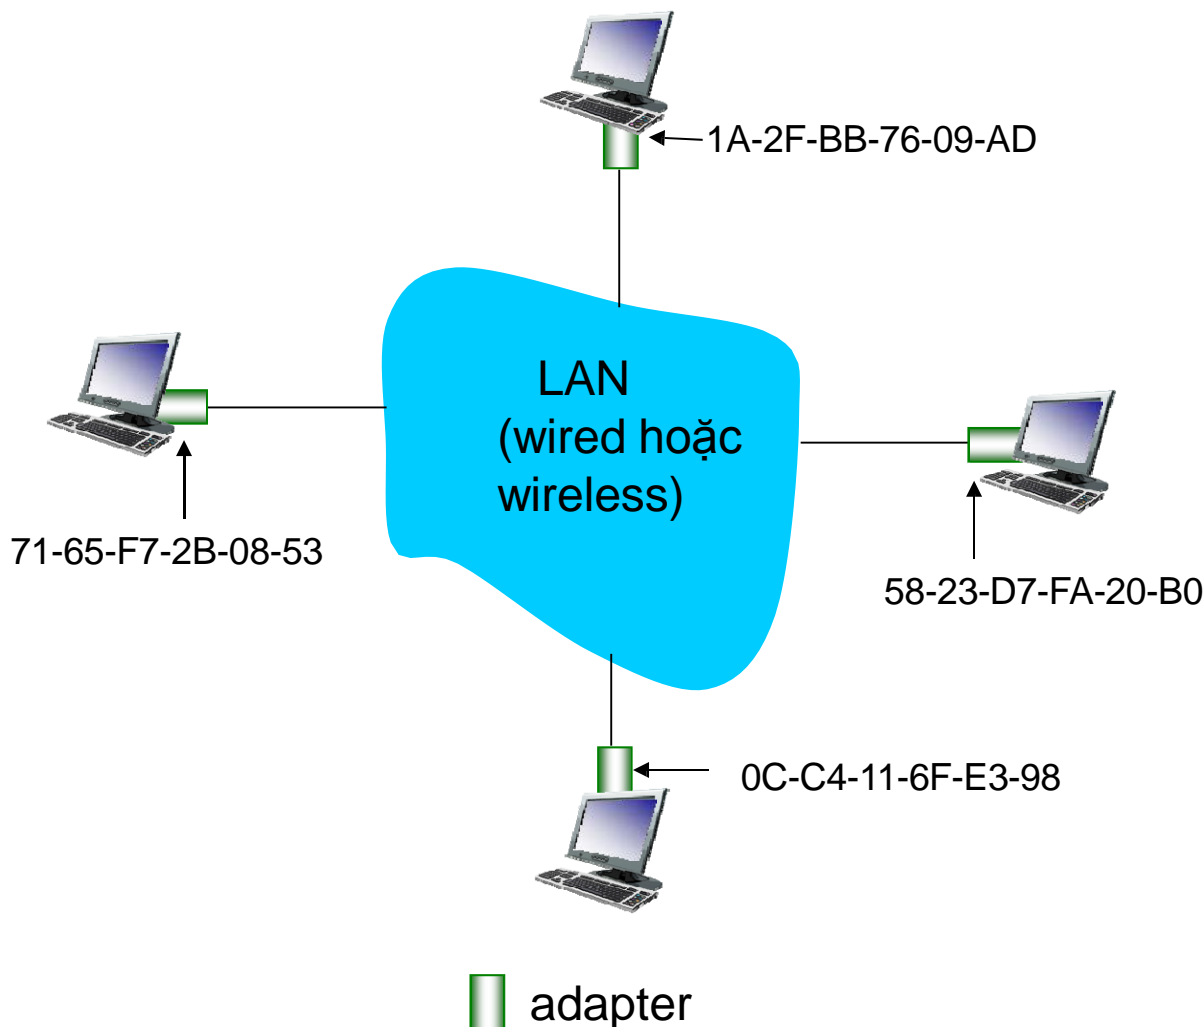 1A-2F-BB-76-09-AD
LAN
(wired hoặc
wireless)
71-65-F7-2B-08-53
58-23-D7-FA-20-B0
0C-C4-11-6F-E3-98
adapter